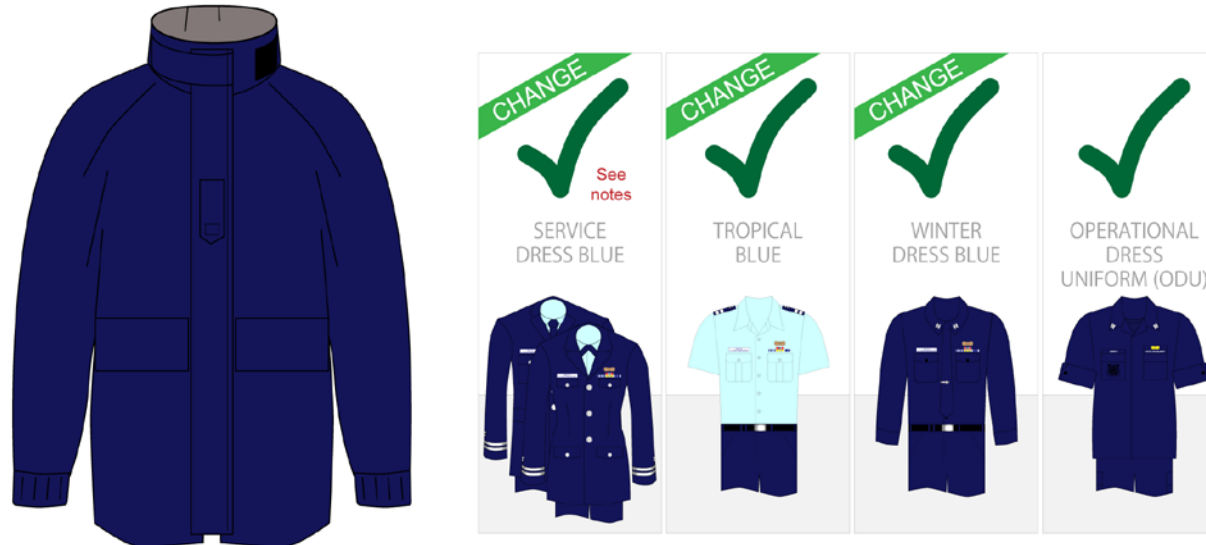 CHANGE
See
notes
SERVICE
DRESS BLUE
CHANGE
TROPICAL
BLUE
CHANGE
WINTER
DRESS BLUE
OPERATIONAL
DRESS
UNIFORM (ODU)